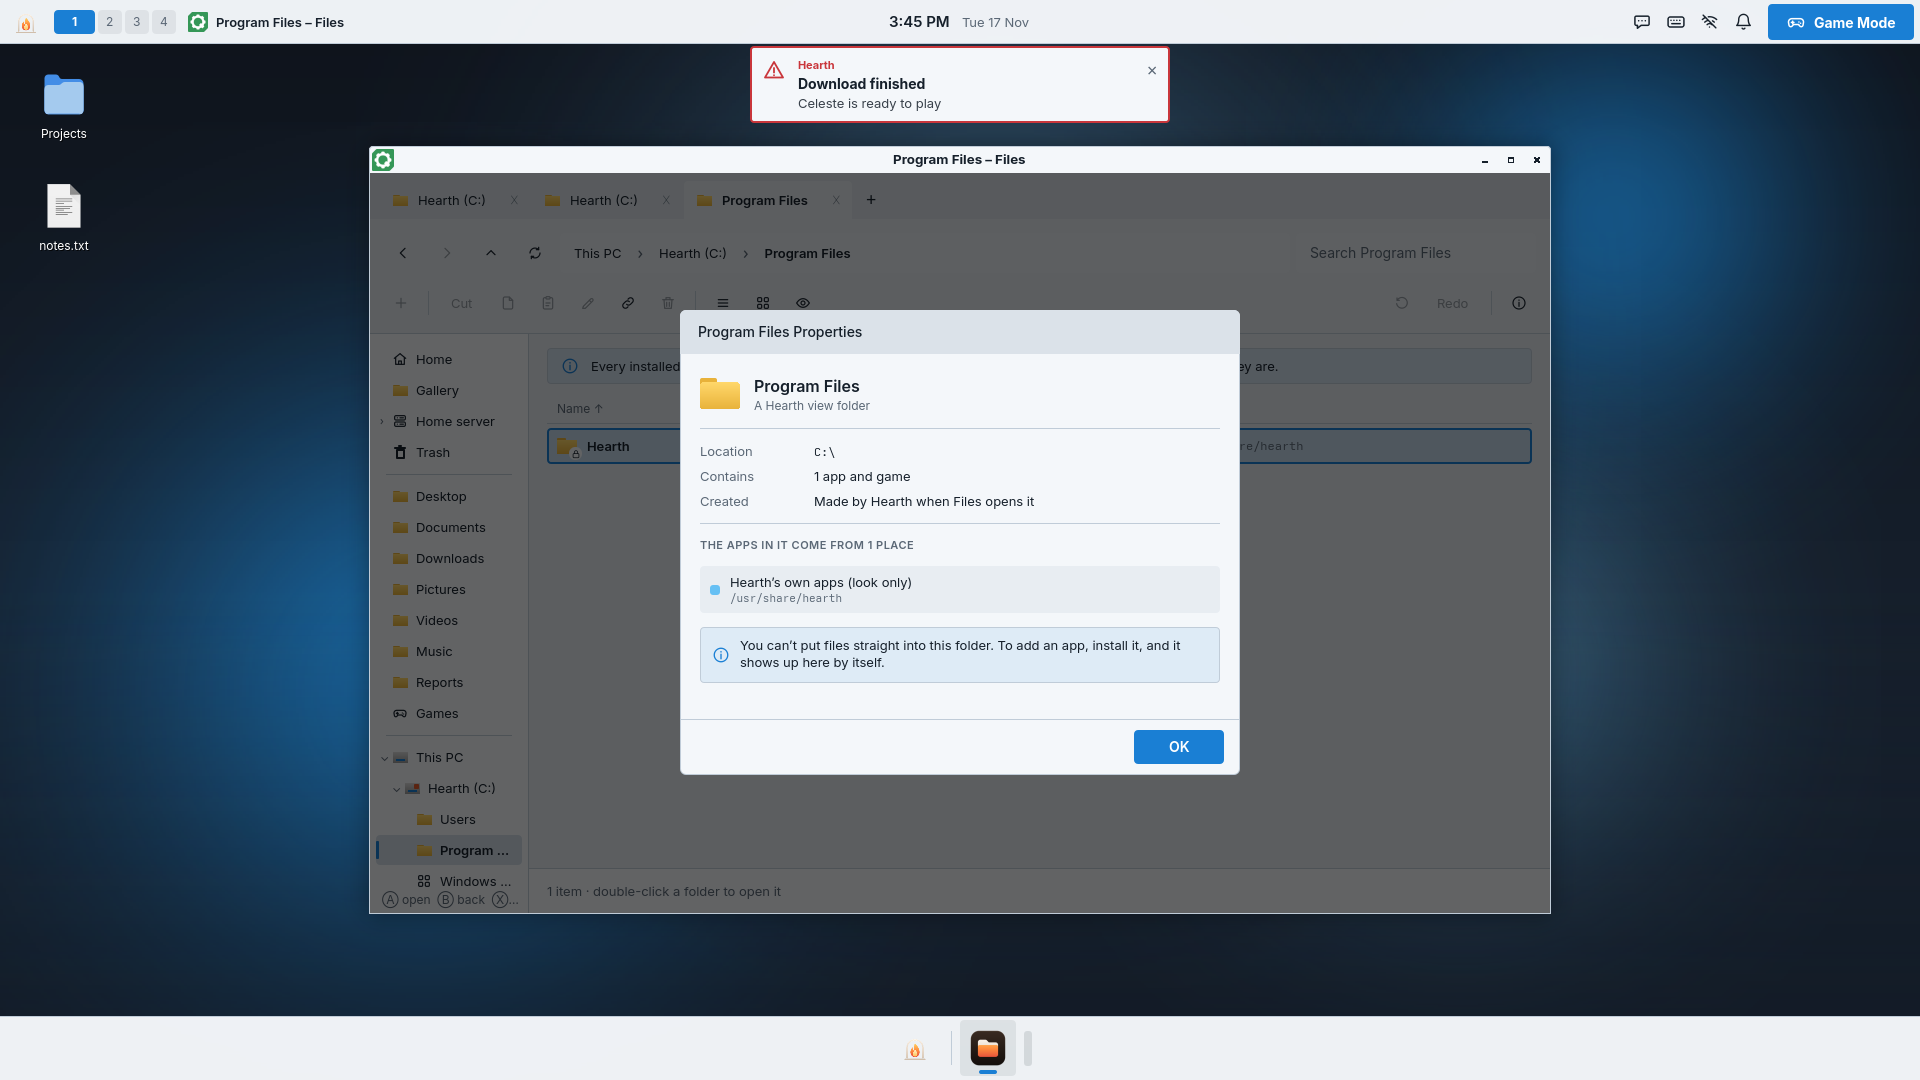 1 2 3 4 Program Files – Files
3:45 PM Tue 17 Nov
Game Mode
Hearth
Download finished
Celeste is ready to play
Projects
notes.txt
Program Files – Files
Hearth (C:) Hearth (C:) Program Files
This PC Hearth (C:) Program Files
Search Program Files
Cut
Redo
Home
Gallery
Home server
Trash
Desktop
Documents
Downloads
Pictures
Videos
Music
Reports
Games
This PC
Hearth (C:)
Users
Program ...
Windows ...
A open B back X...
Every installed
ey are.
Name ↑
Hearth
re/hearth
Program Files Properties
Program Files
A Hearth view folder
Location C:\
Contains 1 app and game
Created Made by Hearth when Files opens it
THE APPS IN IT COME FROM 1 PLACE
Hearth’s own apps (look only)
/usr/share/hearth
You can’t put files straight into this folder. To add an app, install it, and it
shows up here by itself.
OK
1 item · double-click a folder to open it